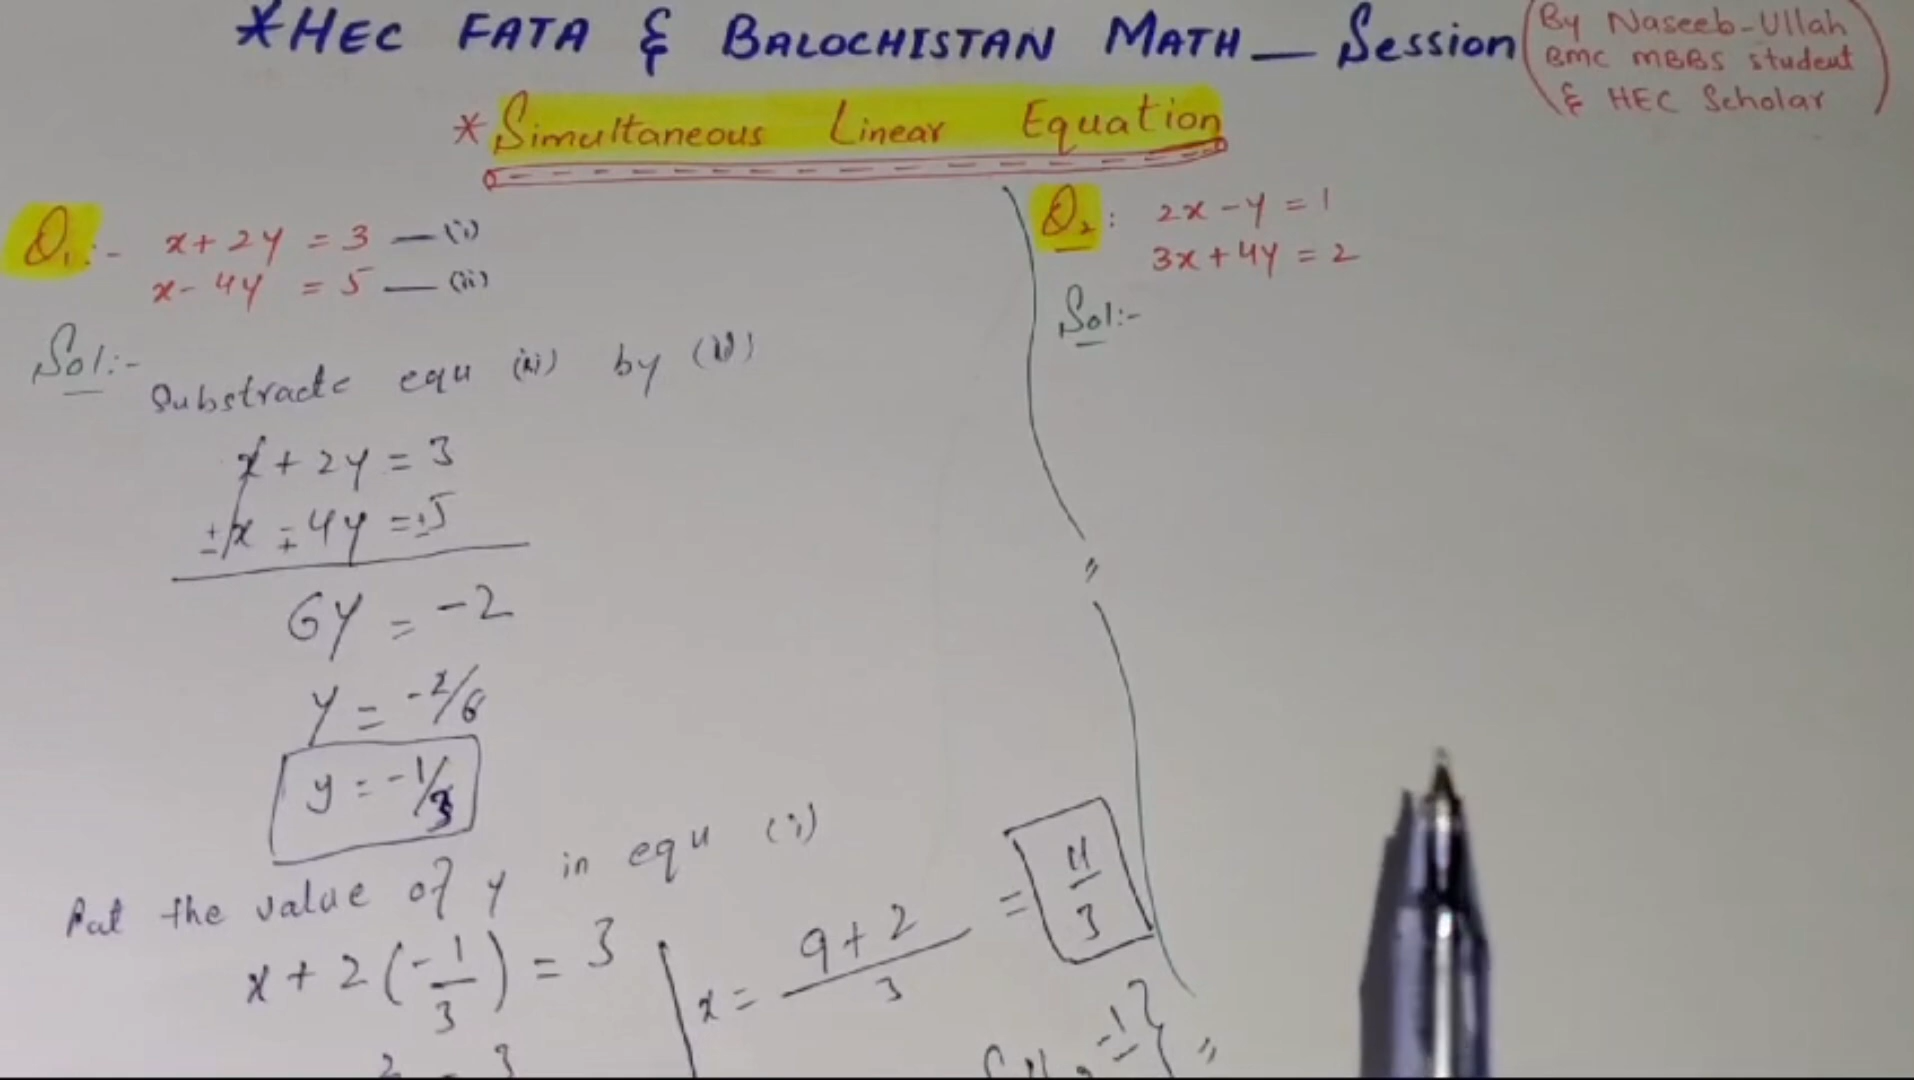 *HEC FATA & BALOCHISTAN MATH_ Session
(By Naseeb-Ullah
BMC MBBS student
& HEC Scholar)
*Simultaneous Linear Equation
Q1:- x+2y = 3 —(i)
x-4y = 5 —(ii)
Sol:-
Substracte equ (ii) by (i)
x+2y = 3
±x ∓4y =±5
6y = -2
y = -2/6
y = -1/3
Put the value of y in equ (i)
x+2(-1/3) = 3
x = 9+2/3 = 11/3
Q2: 2x-y = 1
3x+4y = 2
Sol:-